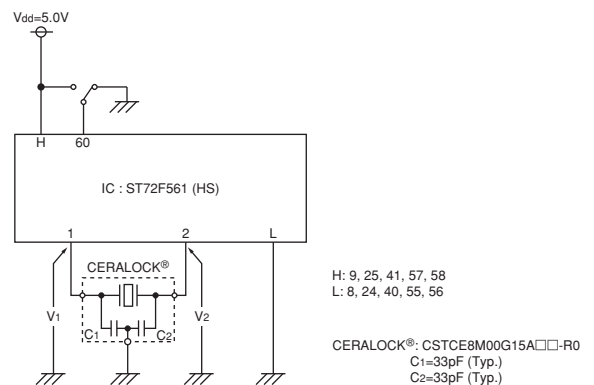 Vdd=5.0V
H 60
IC : ST72F561 (HS)
1 2 L
CERALOCK®
V1 V2
C1 C2
H: 9, 25, 41, 57, 58
L: 8, 24, 40, 55, 56
CERALOCK®: CSTCE8M00G15A□□-R0
C1=33pF (Typ.)
C2=33pF (Typ.)